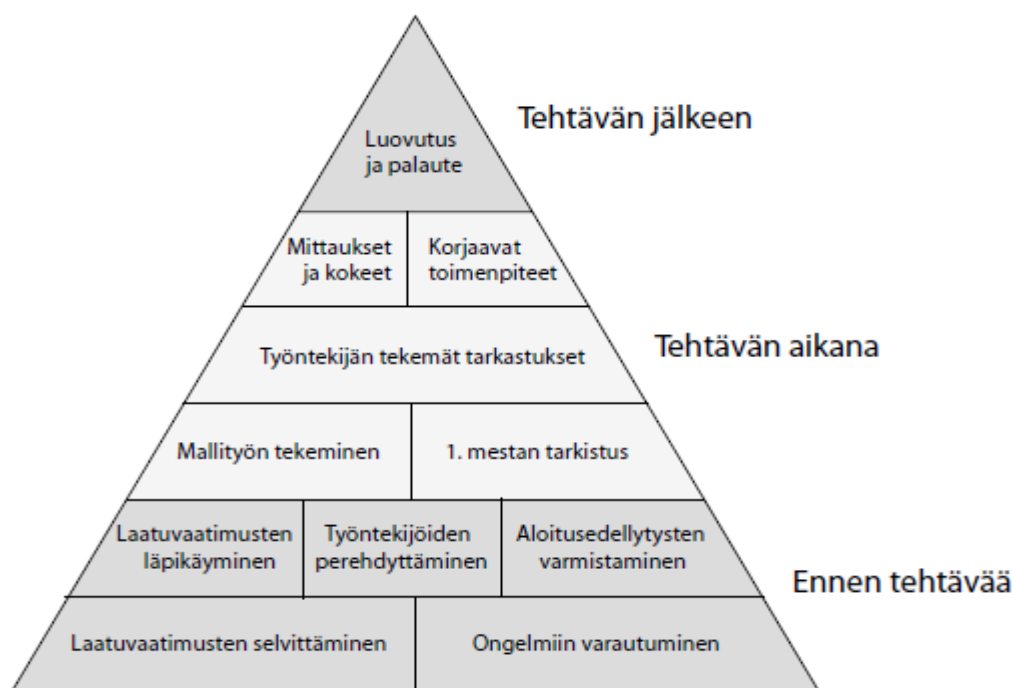 Tehtävän jälkeen
Luovutus
ja palaute
Mittaukset
ja kokeet
Korjaavat
toimenpiteet
Tehtävän aikana
Työntekijän tekemät tarkastukset
Mallityön tekeminen
1. mestan tarkistus
Laatuvaatimusten
läpikäyminen
Työntekijöiden
perehdyttäminen
Aloitusedellytysten
varmistaminen
Ennen tehtävää
Laatuvaatimusten selvittäminen
Ongelmiin varautuminen